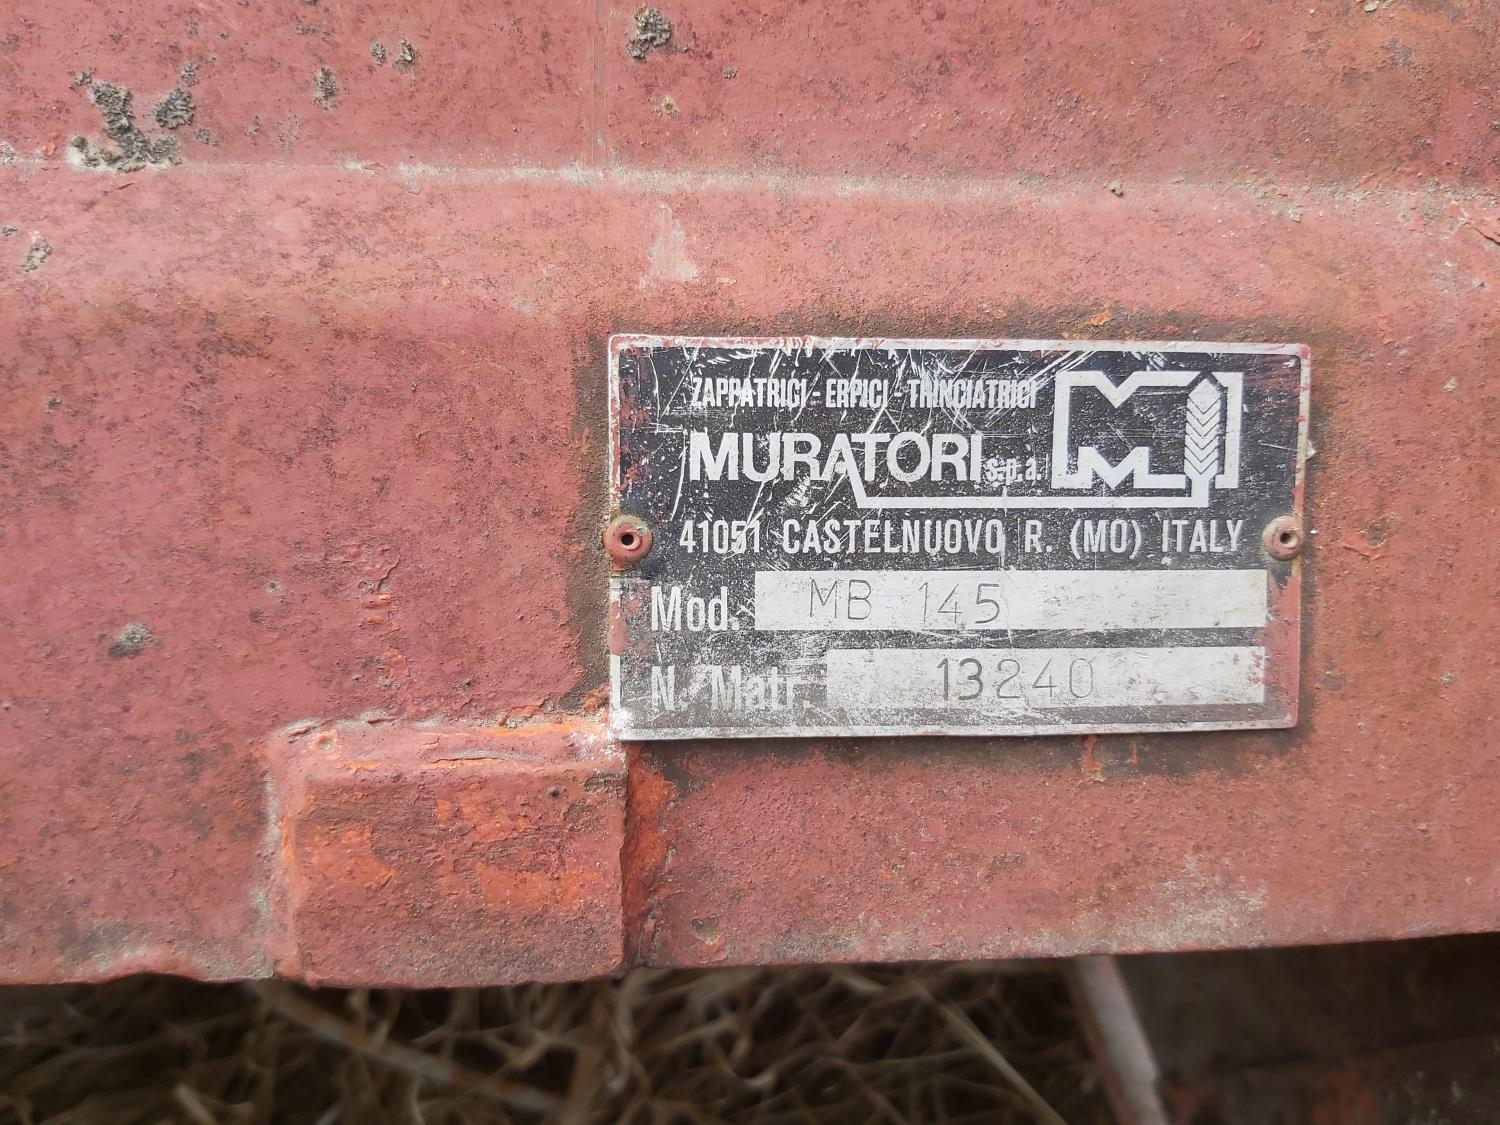 ZAPPATRICI - ERPICI - TRINCIATRICI
MURATORI s.p.a.
41051 CASTELNUOVO R. (MO) ITALY
Mod. MB 145
N. Matr. 13240